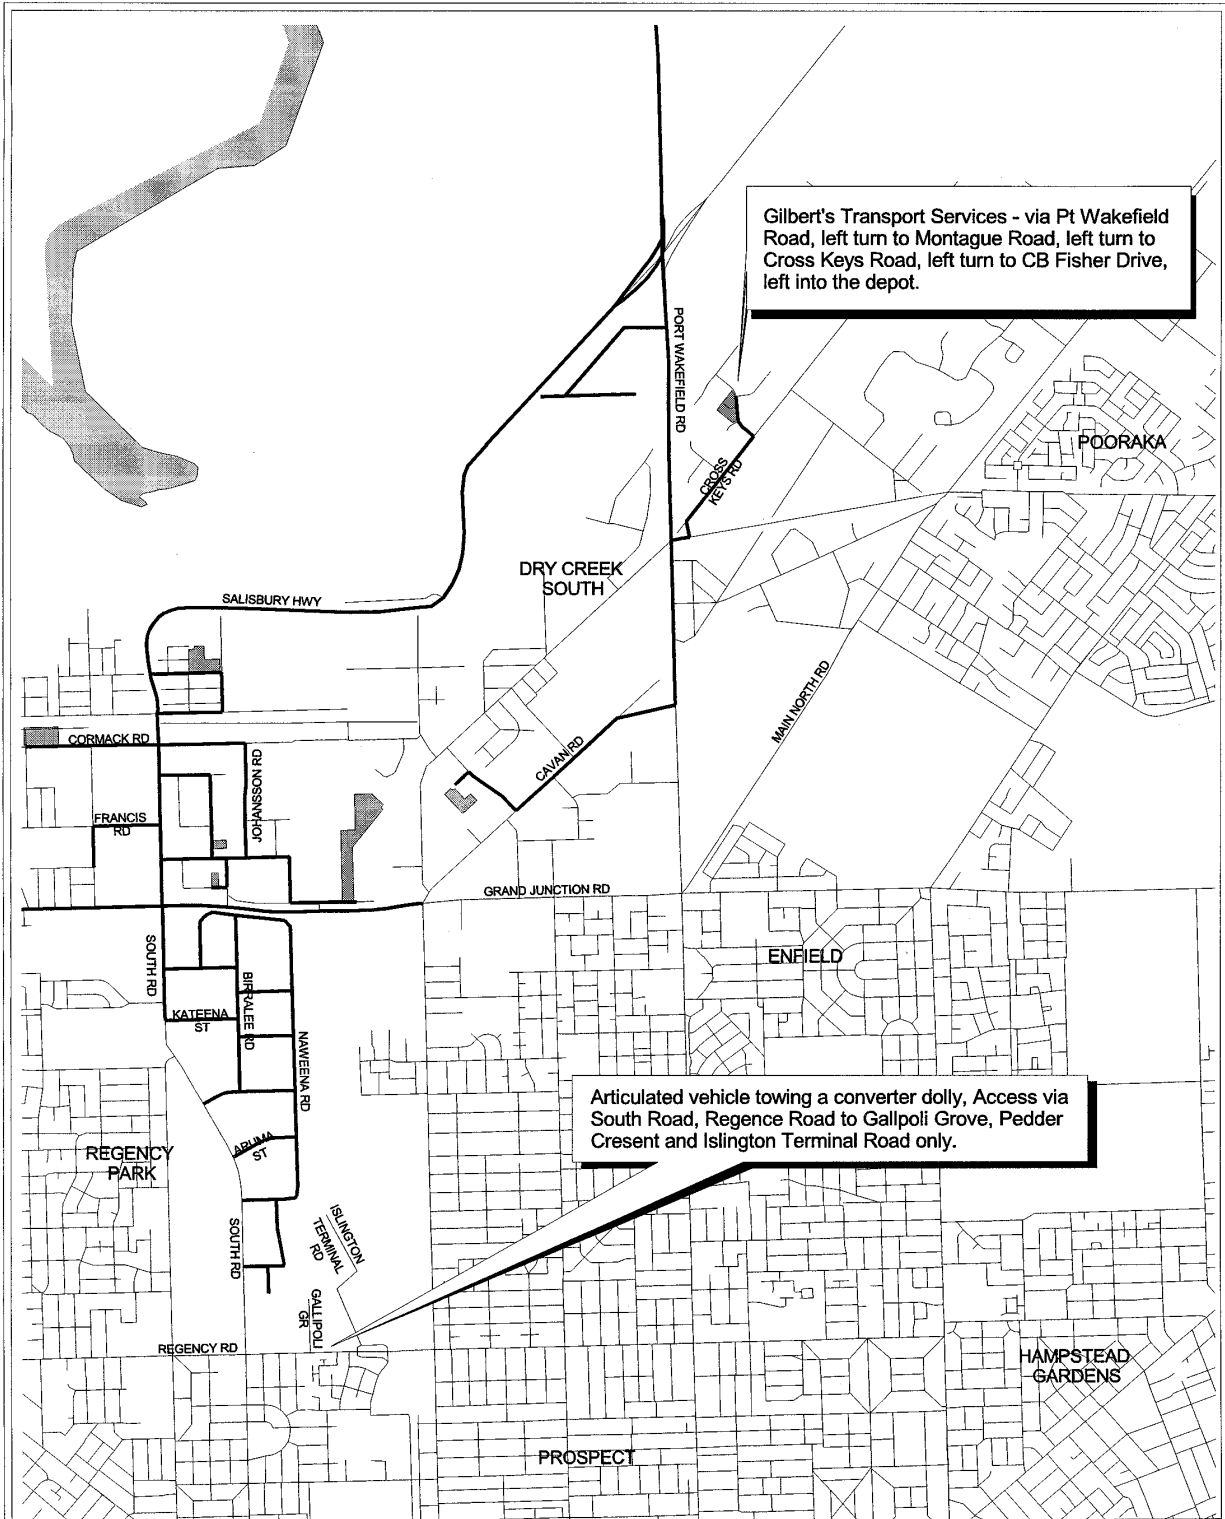 Gilbert's Transport Services - via Pt Wakefield
Road, left turn to Montague Road, left turn to
Cross Keys Road, left turn to CB Fisher Drive,
left into the depot.
PORT WAKEFIELD RD
POORAKA
CROSS
KEYS RD
DRY CREEK
SOUTH
SALISBURY HWY
MAIN NORTH RD
CORMACK RD
JOHANSSON RD
CAVAN RD
FRANCIS
RD
GRAND JUNCTION RD
SOUTH RD
ENFIELD
BIRRALEE RD
KATEENA
ST
NAWEENA RD
Articulated vehicle towing a converter dolly, Access via
South Road, Regence Road to Gallpoli Grove, Pedder
Cresent and Islington Terminal Road only.
REGENCY
PARK
ARUMA
ST
ISLINGTON
TERMINAL
RD
SOUTH RD
GALLIPOLI
GR
REGENCY RD
HAMPSTEAD
GARDENS
PROSPECT